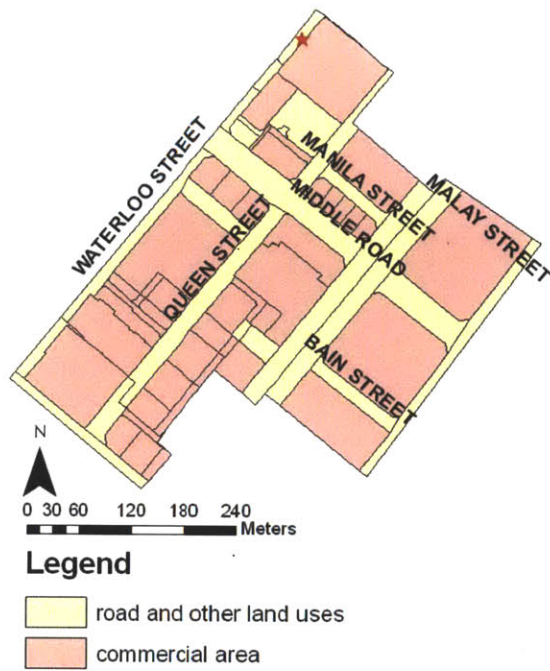 WATERLOO STREET
MANILA STREET
MALAY STREET
MIDDLE ROAD
QUEEN STREET
BAIN STREET
N
0 30 60 120 180 240
Meters
Legend
road and other land uses
commercial area